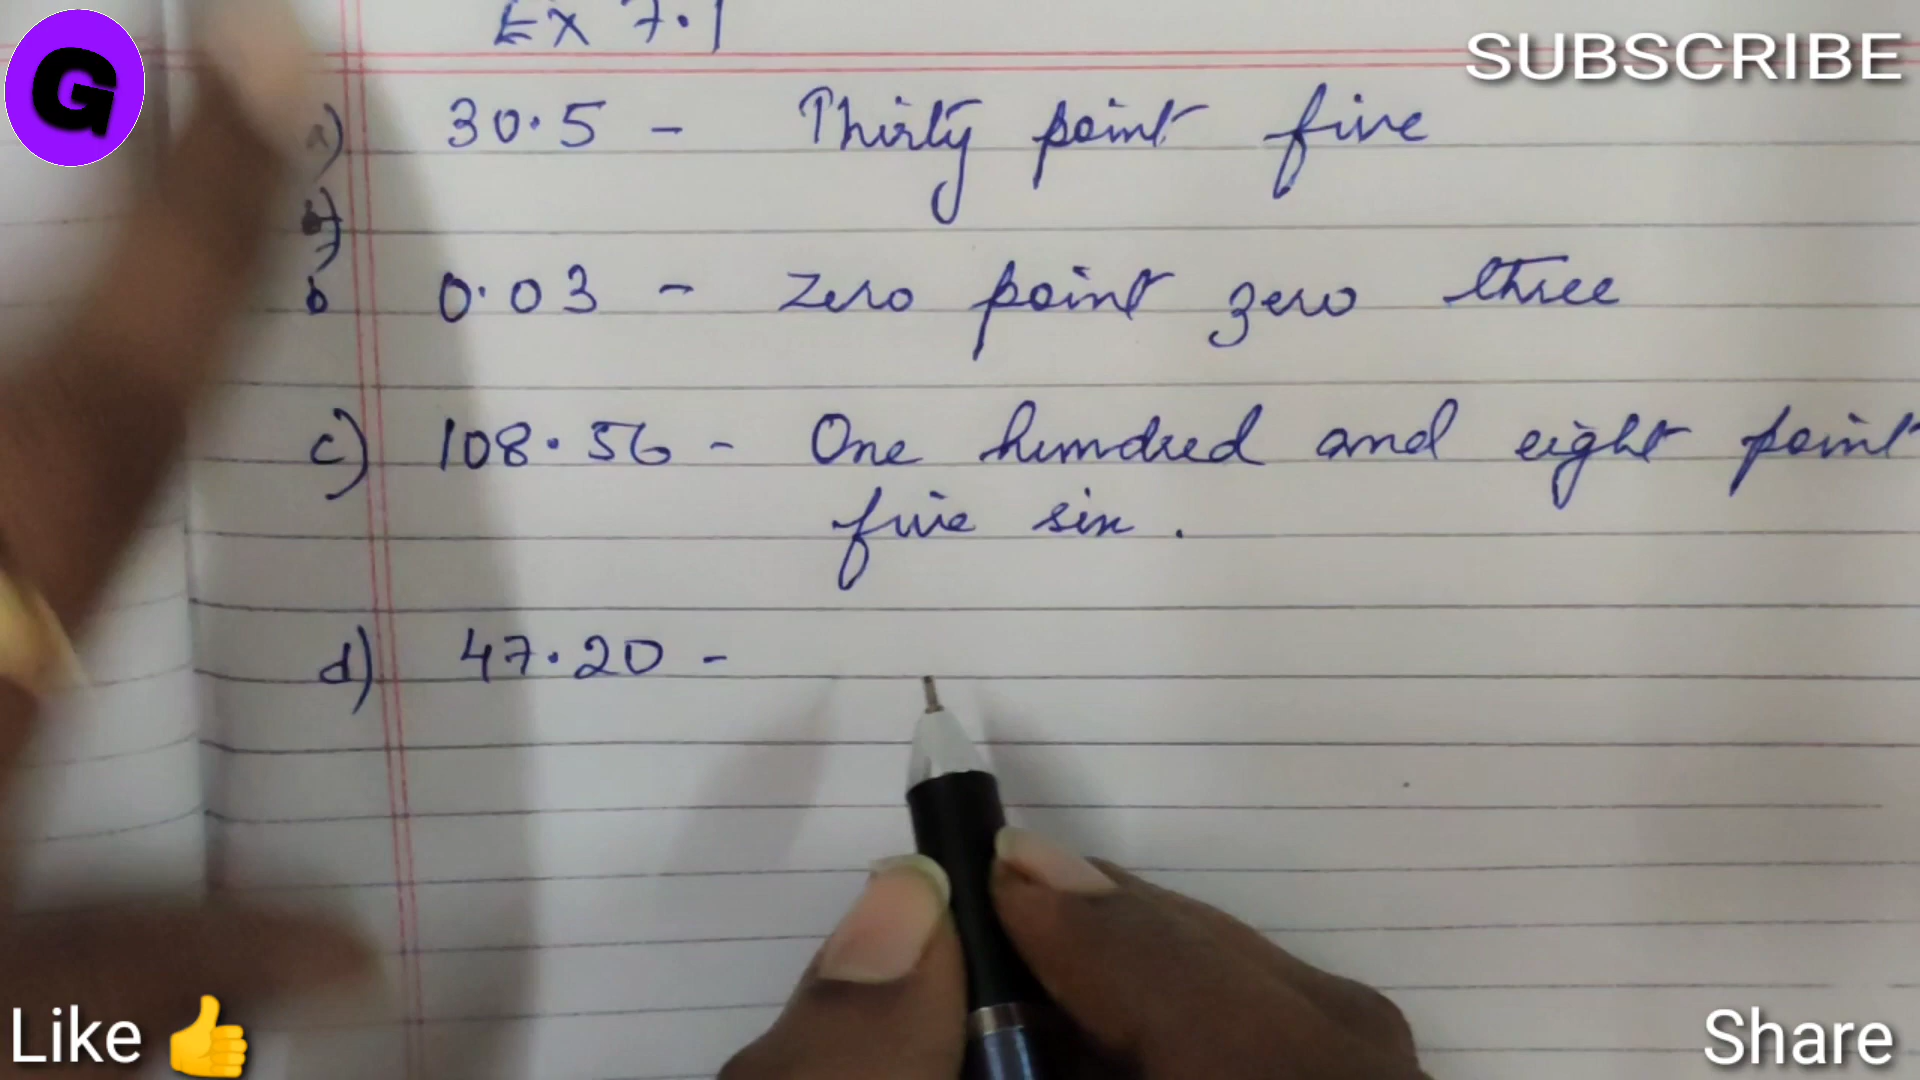 Ex 7.1
G
SUBSCRIBE
a) 30.5 - Thirty point five
b 0.03 - Zero point zero three
c) 108.56 - One hundred and eight point
five six.
d) 47.20 -
Like 👍
Share